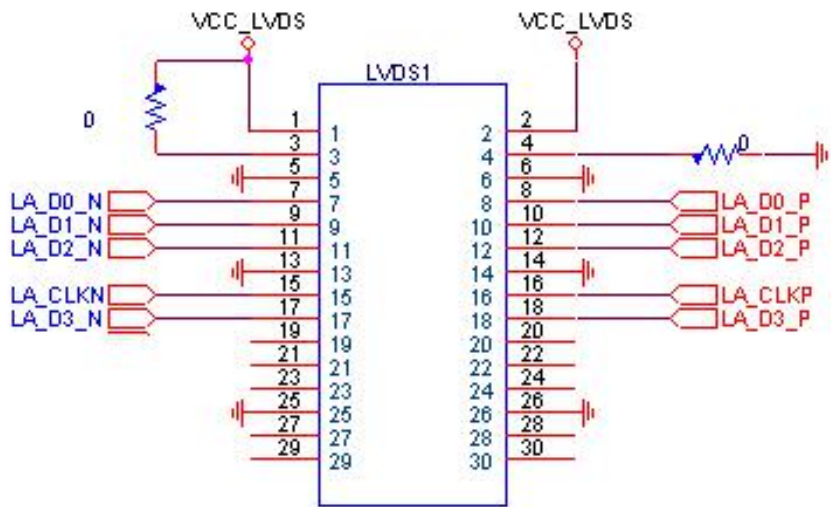 VCC_LVDS VCC_LVDS
LVDS1
0 1 1 2 2
3 3 4 4 0
5 5 6 6
LA_D0_N 7 7 8 8 LA_D0_P
LA_D1_N 9 9 10 10 LA_D1_P
LA_D2_N 11 11 12 12 LA_D2_P
13 13 14 14
LA_CLKN 15 15 16 16 LA_CLKP
LA_D3_N 17 17 18 18 LA_D3_P
19 19 20 20
21 21 22 22
23 23 24 24
25 25 26 26
27 27 28 28
29 29 30 30